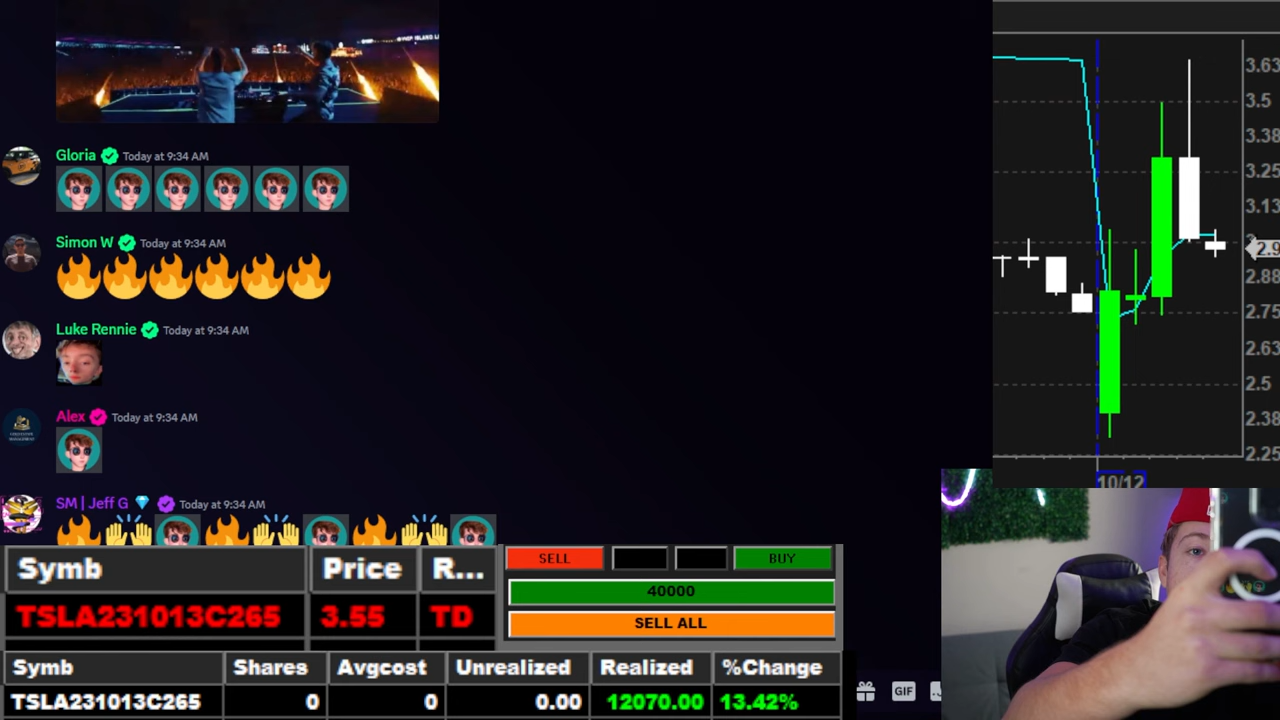 Gloria Today at 9:34 AM
Simon W Today at 9:34 AM
Luke Rennie Today at 9:34 AM
Alex Today at 9:34 AM
SM | Jeff G Today at 9:34 AM
3.63
3.5
3.38
3.25
3.13
3
2.9
2.88
2.75
2.63
2.5
2.38
2.25
10/12
Symb Price R...
TSLA231013C265 3.55 TD
SELL BUY
40000
SELL ALL
Symb Shares Avgcost Unrealized Realized %Change
TSLA231013C265 0 0 0.00 12070.00 13.42%
GIF